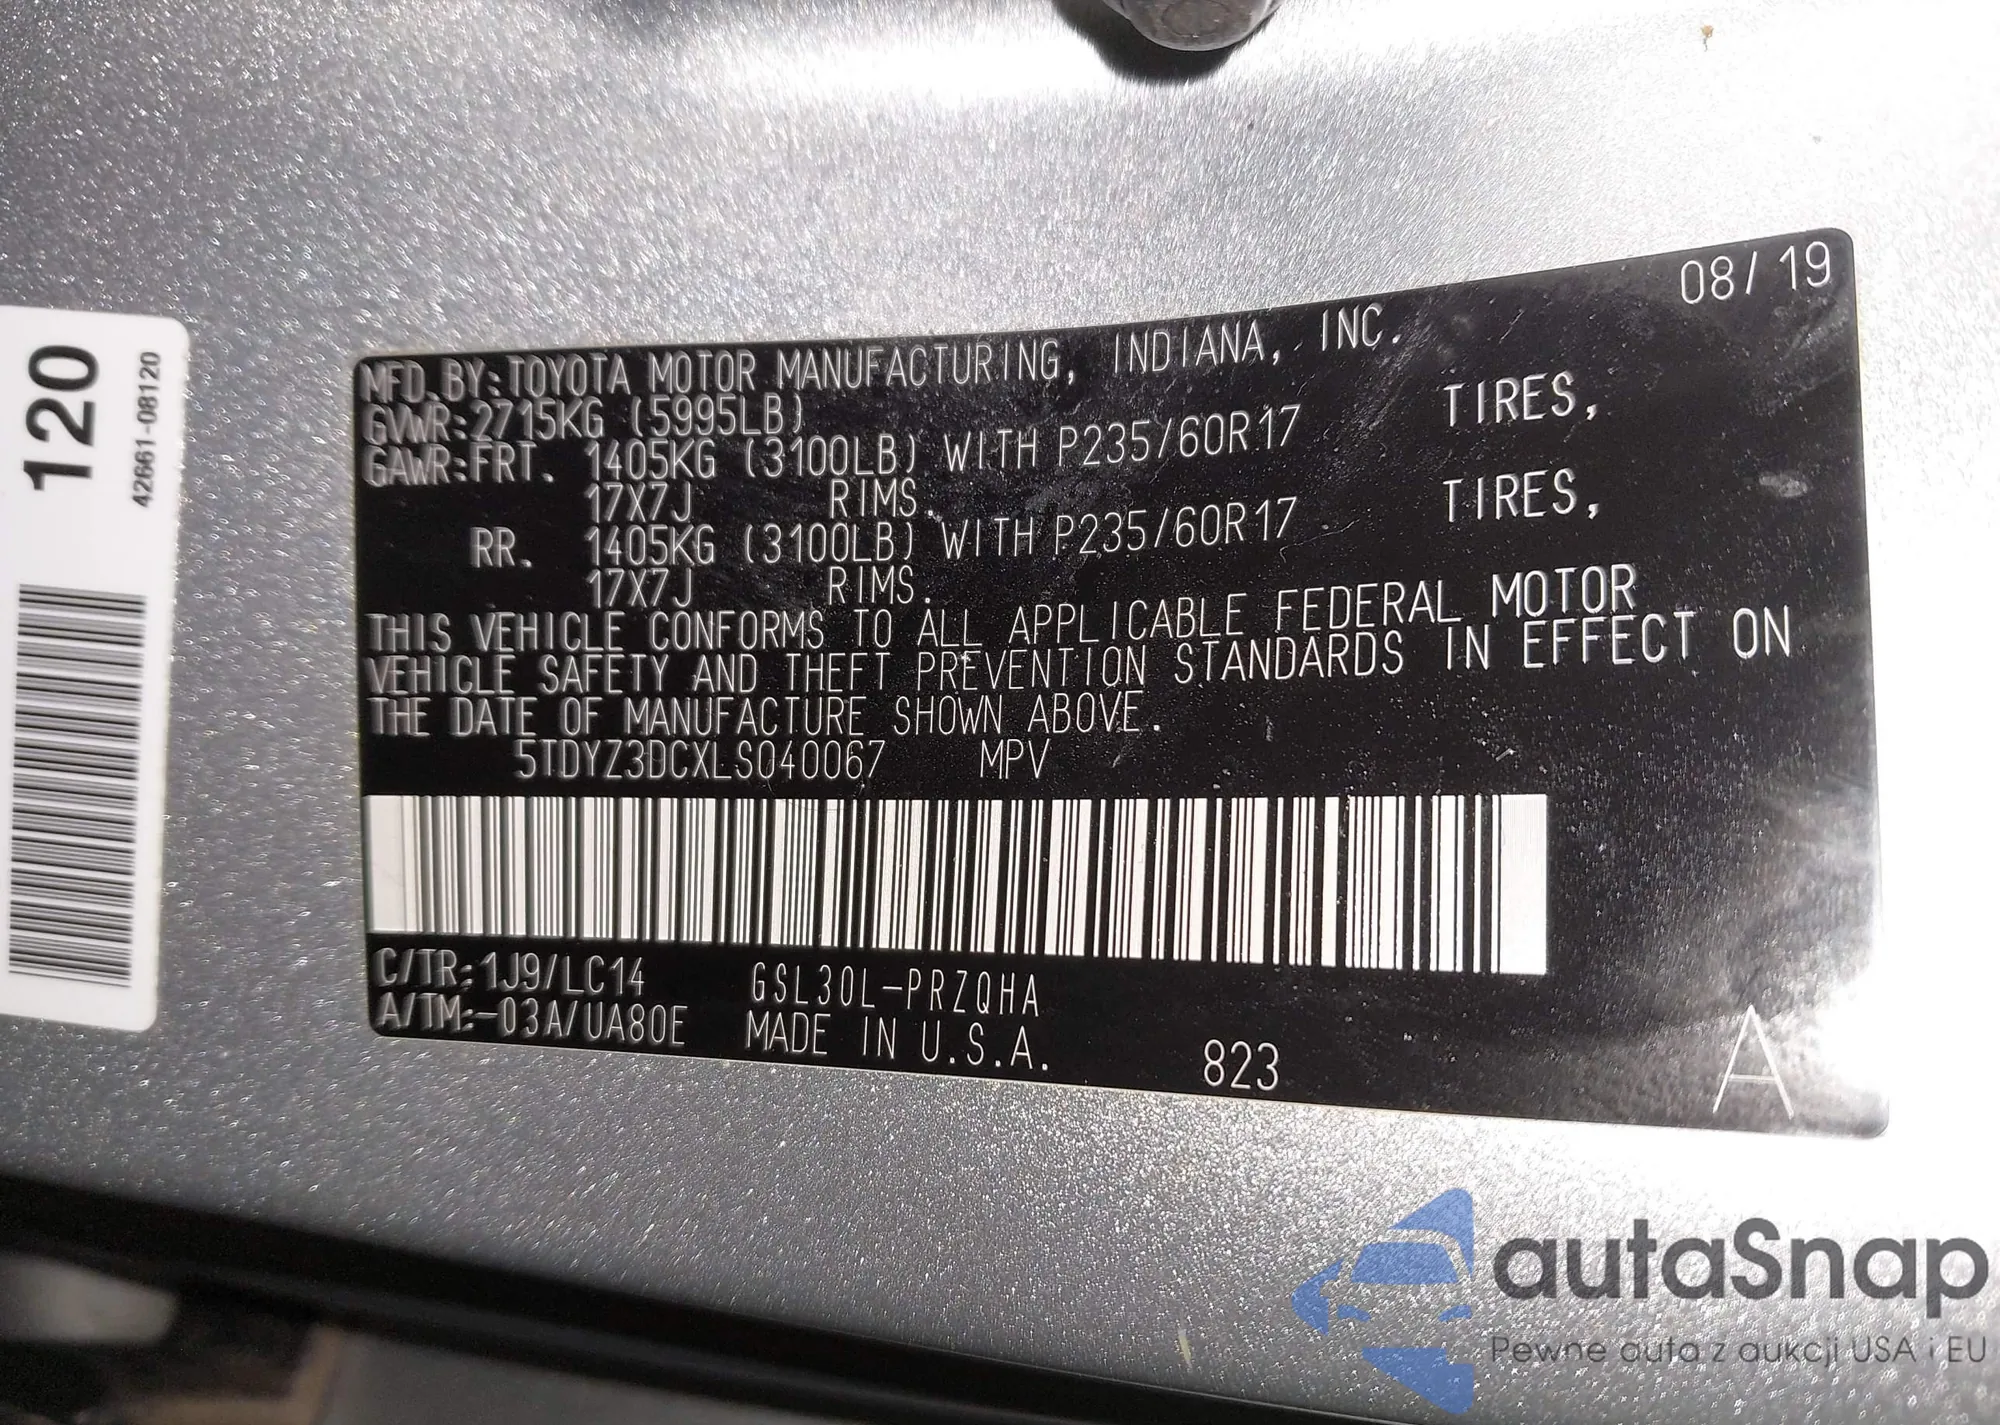 08/19
MFD.BY:TOYOTA MOTOR MANUFACTURING, INDIANA, INC.
GVWR:2715KG (5995LB)
GAWR:FRT. 1405KG (3100LB) WITH P235/60R17 TIRES,
17X7J RIMS.
RR. 1405KG (3100LB) WITH P235/60R17 TIRES,
17X7J RIMS.
THIS VEHICLE CONFORMS TO ALL APPLICABLE FEDERAL MOTOR
VEHICLE SAFETY AND THEFT PREVENTION STANDARDS IN EFFECT ON
THE DATE OF MANUFACTURE SHOWN ABOVE.
5TDYZ3DCXLS040067 MPV
C/TR:1J9/LC14 GSL30L-PRZQHA
A/TM:-03A/UA80E MADE IN U.S.A. 823
A
120
42661-08120
autaSnap
Pewne auta z aukcji USA i EU